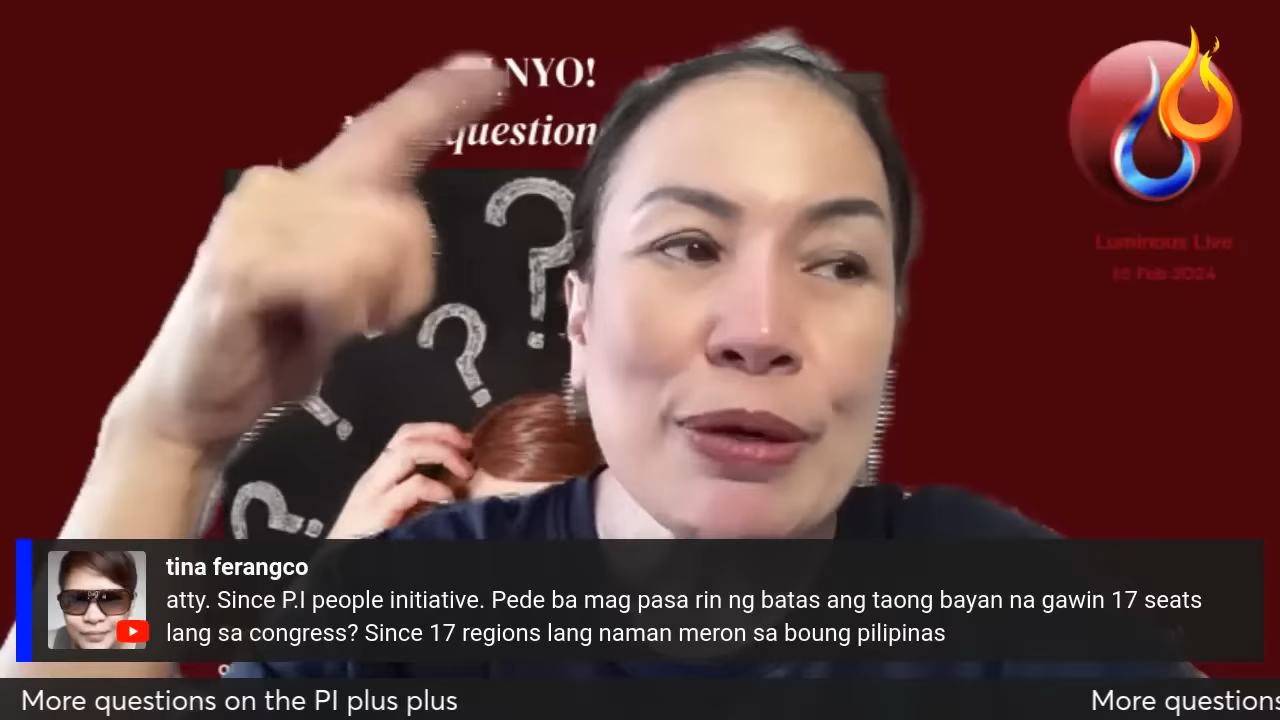 NYO!
question
Luminous Live
Feb 2024
tina ferangco
atty. Since P.I people initiative. Pede ba mag pasa rin ng batas ang taong bayan na gawin 17 seats
lang sa congress? Since 17 regions lang naman meron sa boung pilipinas
More questions on the PI plus plus
More questions